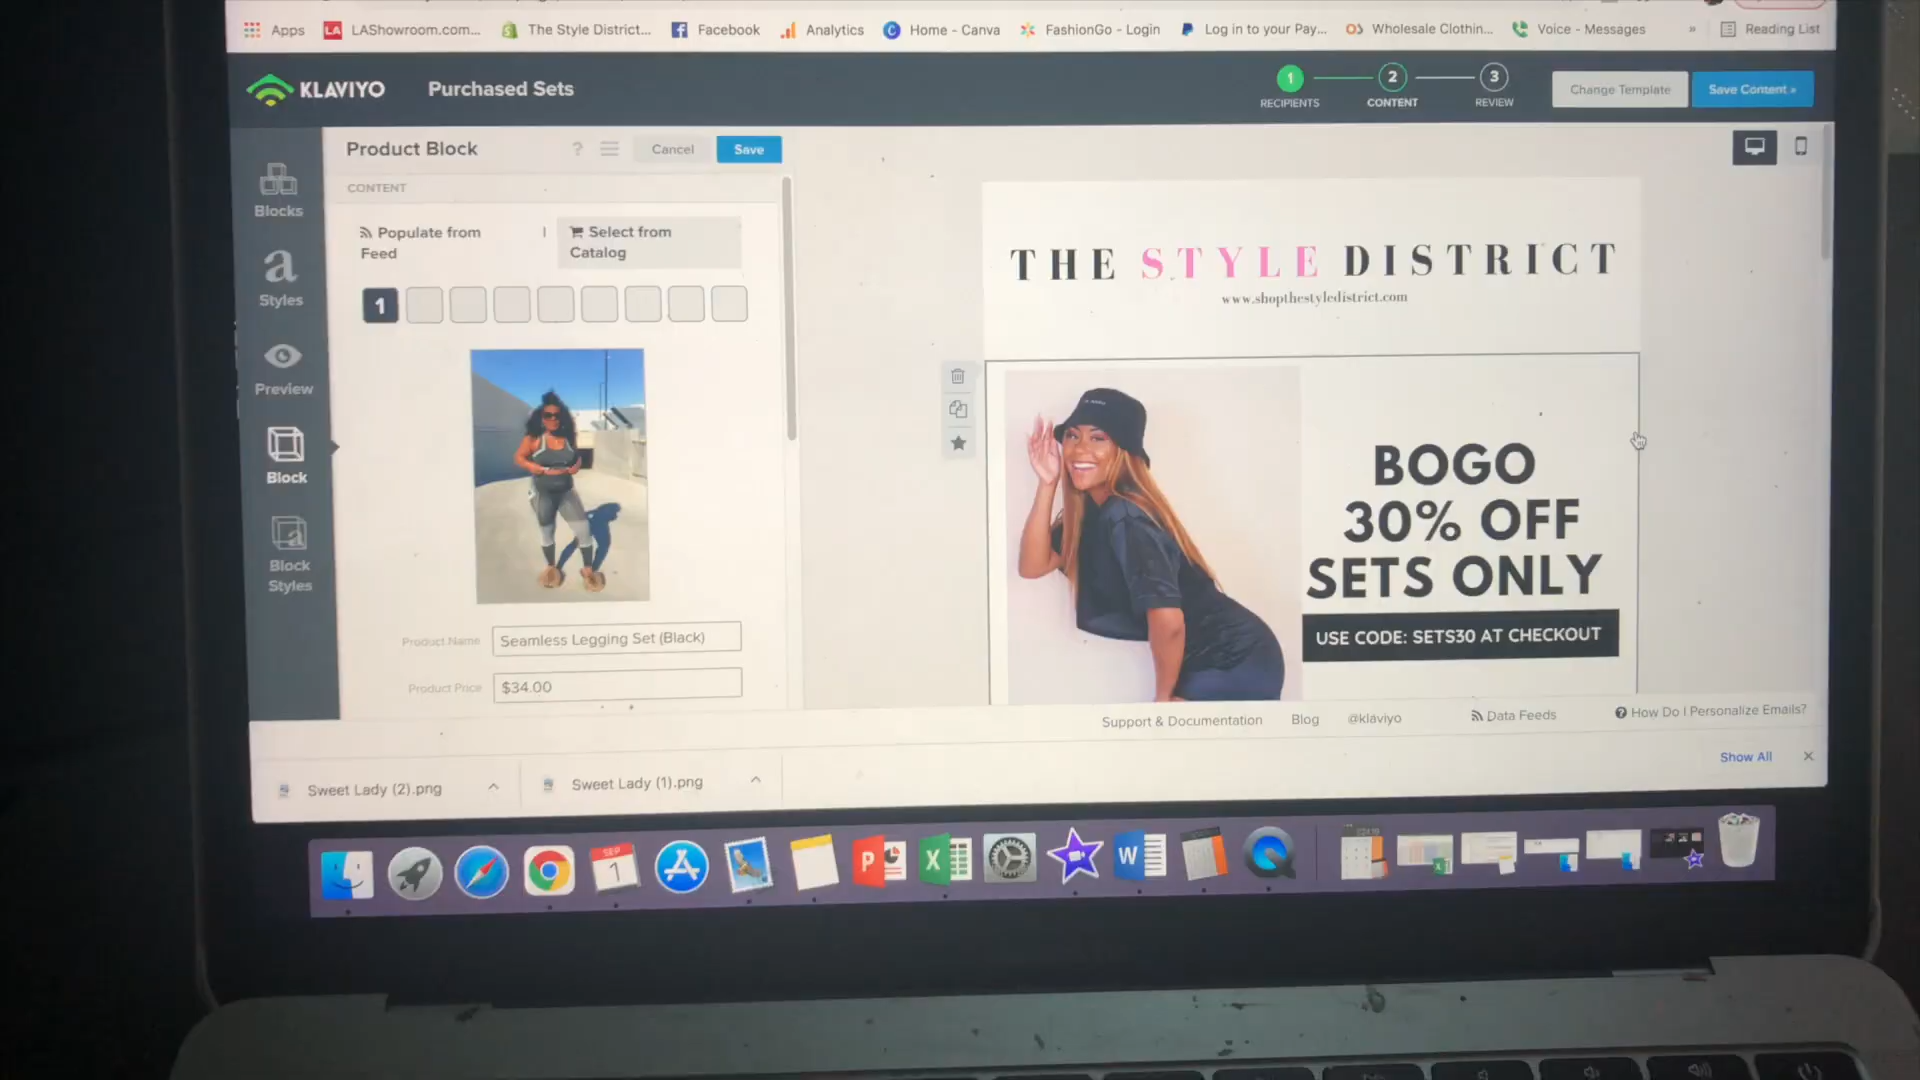 Apps
LAShowroom.com...
The Style District...
Facebook
Analytics
Home - Canva
FashionGo - Login
Log in to your Pay...
Wholesale Clothin...
Voice - Messages
»
Reading List
KLAVIYO
Purchased Sets
1
RECIPIENTS
2
CONTENT
3
REVIEW
Change Template
Save Content »
Blocks
Styles
Preview
Block
Block
Styles
Product Block
?
Cancel
Save
CONTENT
Populate from
Feed
Select from
Catalog
1
Product Name
Seamless Legging Set (Black)
Product Price
$34.00
THE STYLE DISTRICT
www.shopthestyledistrict.com
BOGO
30% OFF
SETS ONLY
USE CODE: SETS30 AT CHECKOUT
Support & Documentation
Blog
@klaviyo
Data Feeds
How Do I Personalize Emails?
Show All
Sweet Lady (2).png
Sweet Lady (1).png
SEP
1
P
X
W